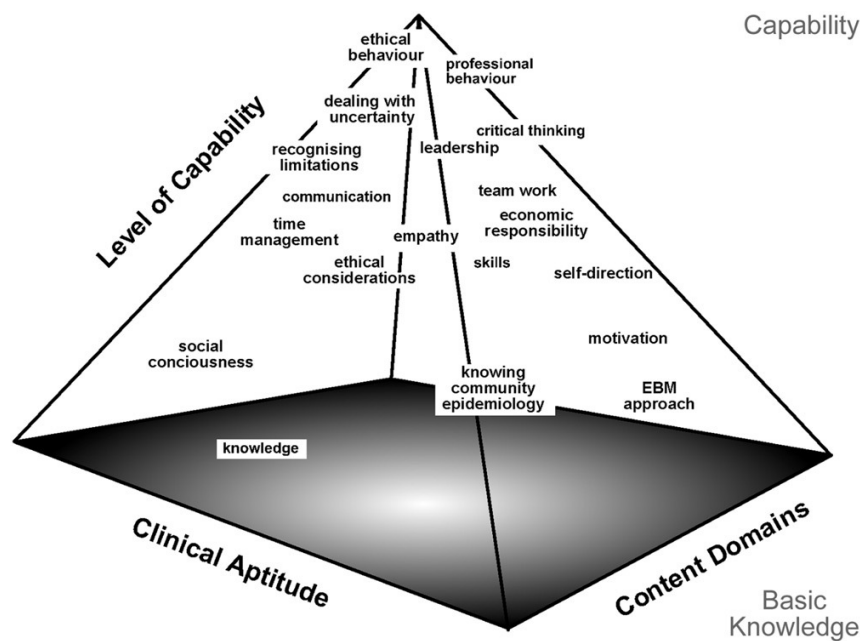 Capability
ethical
behaviour
professional
behaviour
dealing with
uncertainty
critical thinking
leadership
recognising
limitations
Level of Capability
team work
communication
economic
responsibility
time
management
empathy
ethical
considerations
skills
self-direction
motivation
social
conciousness
knowing
community
epidemiology
EBM
approach
knowledge
Clinical Aptitude
Content Domains
Basic
Knowledge